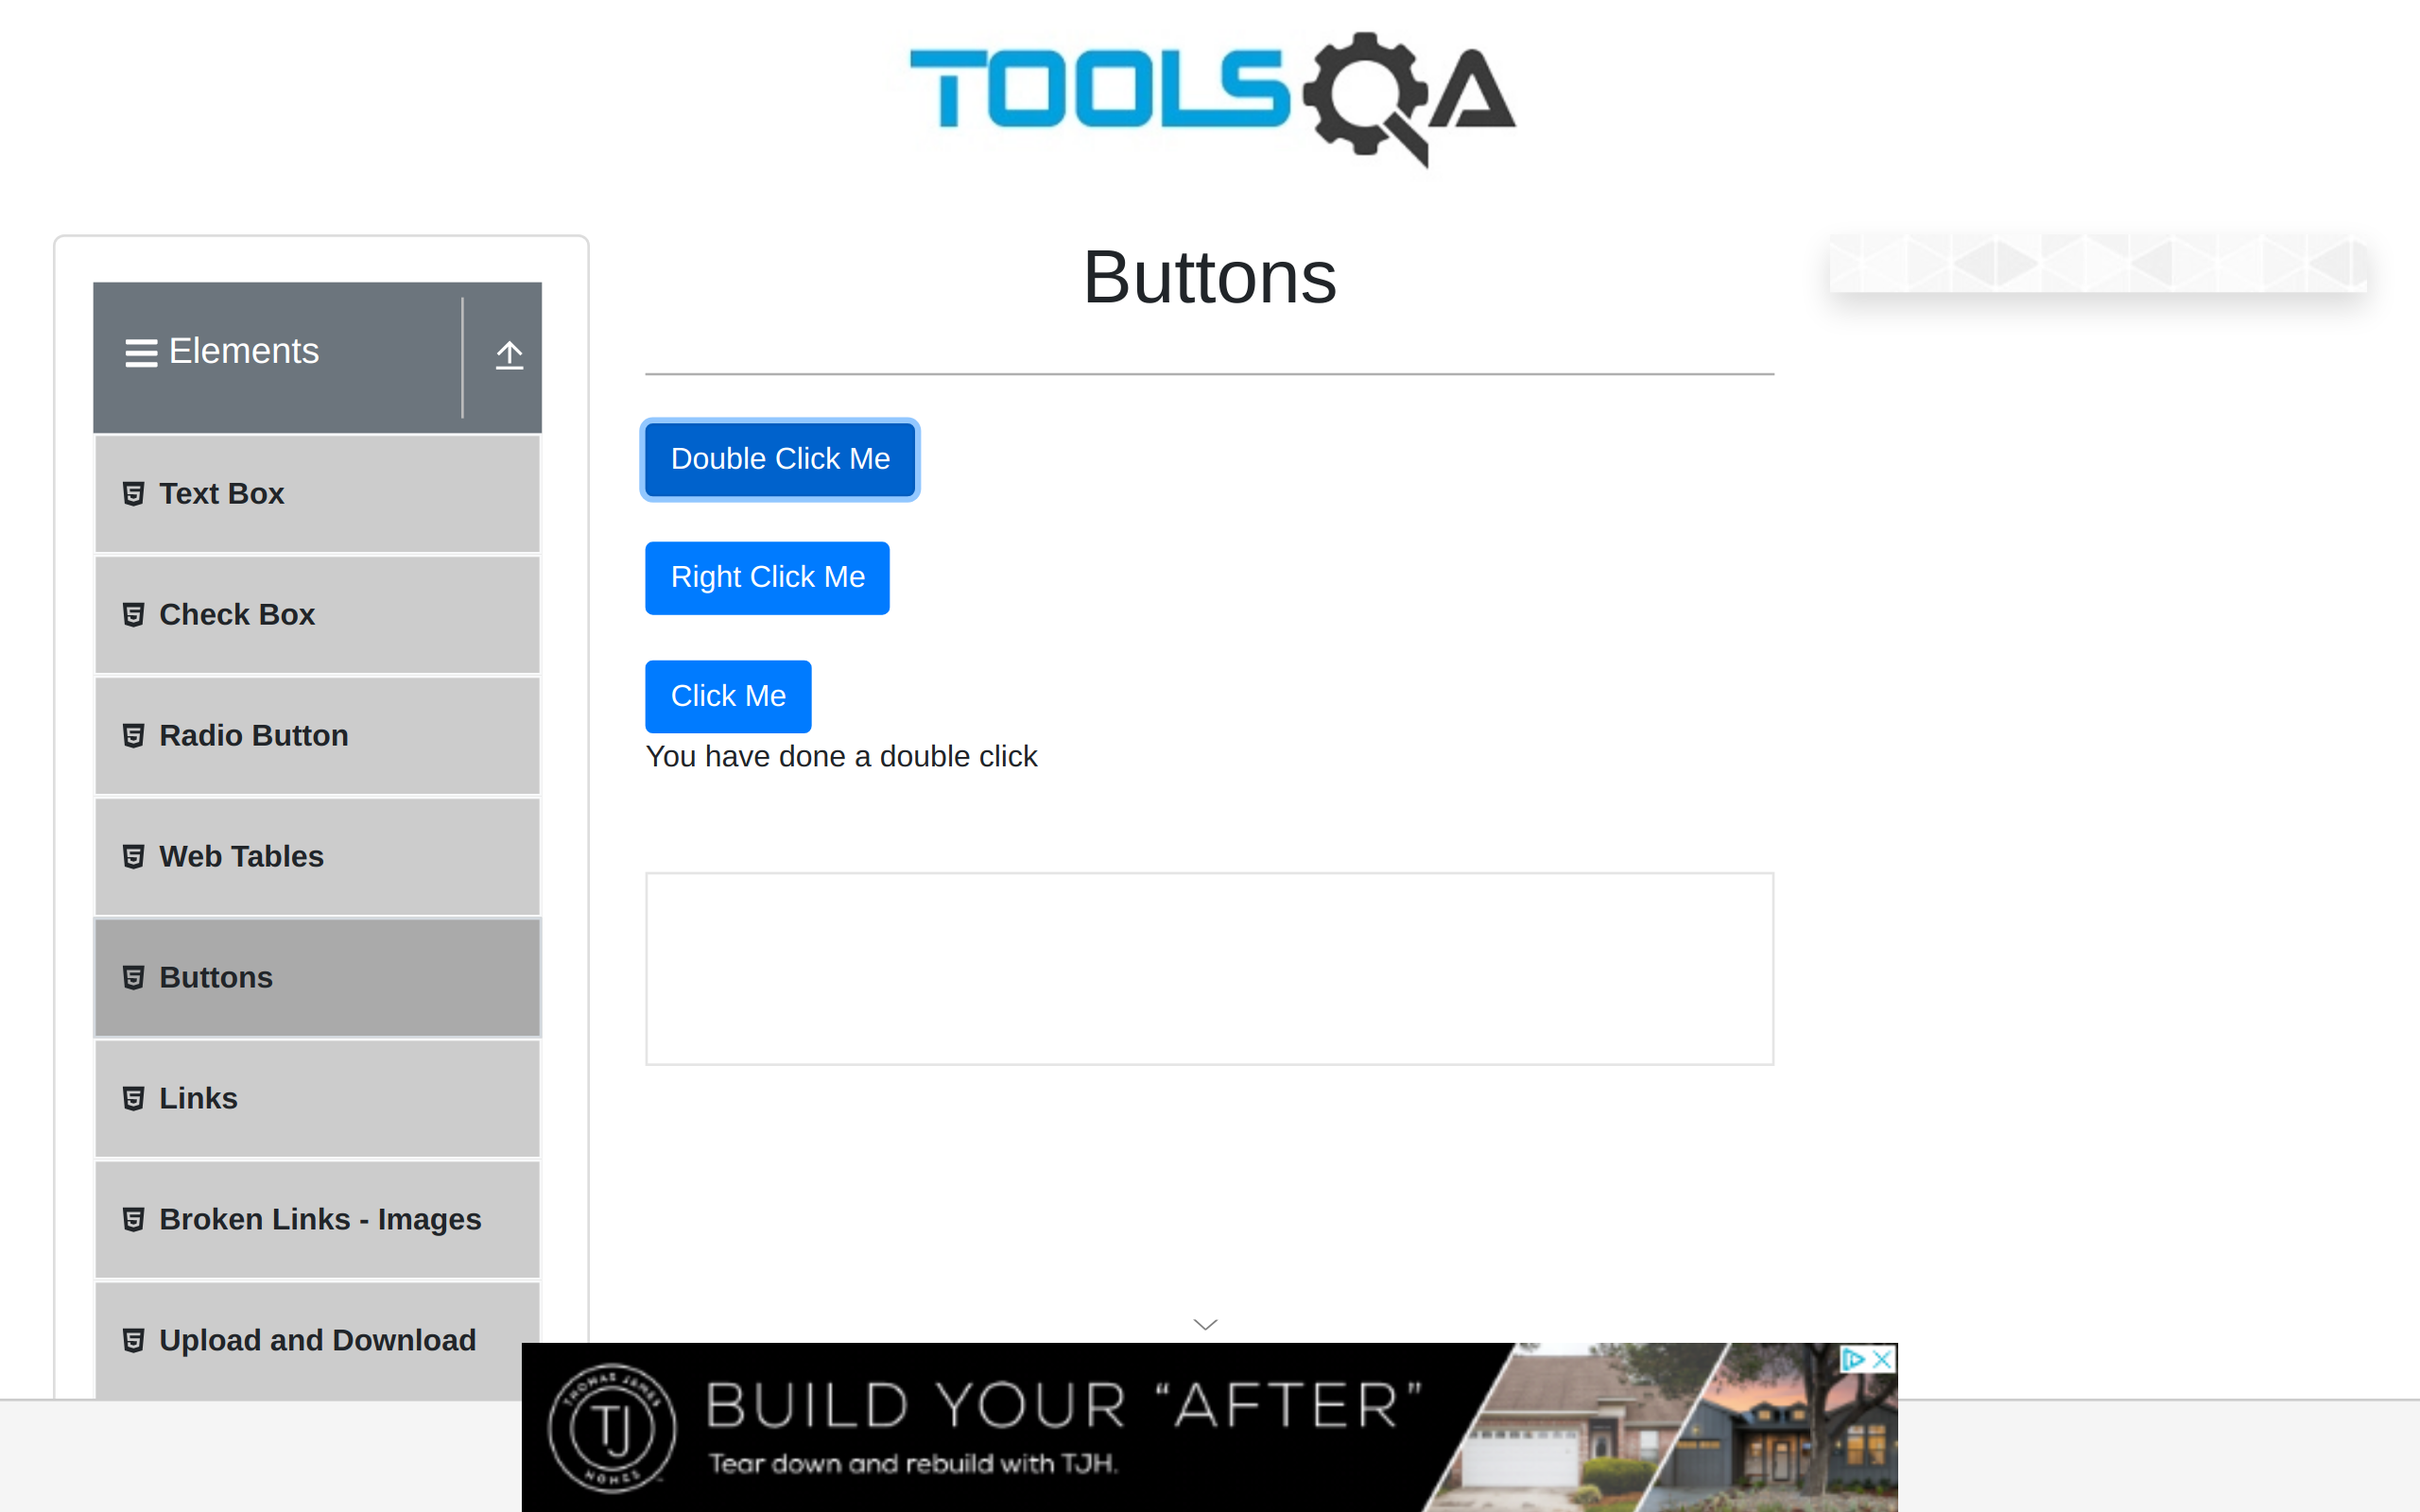 TOOLSQA
Buttons
Elements
Text Box
Check Box
Radio Button
Web Tables
Buttons
Links
Broken Links - Images
Upload and Download
Double Click Me
Right Click Me
Click Me
You have done a double click
THOMAS JAMES
TJ
HOMES
BUILD YOUR “AFTER”
Tear down and rebuild with TJH.